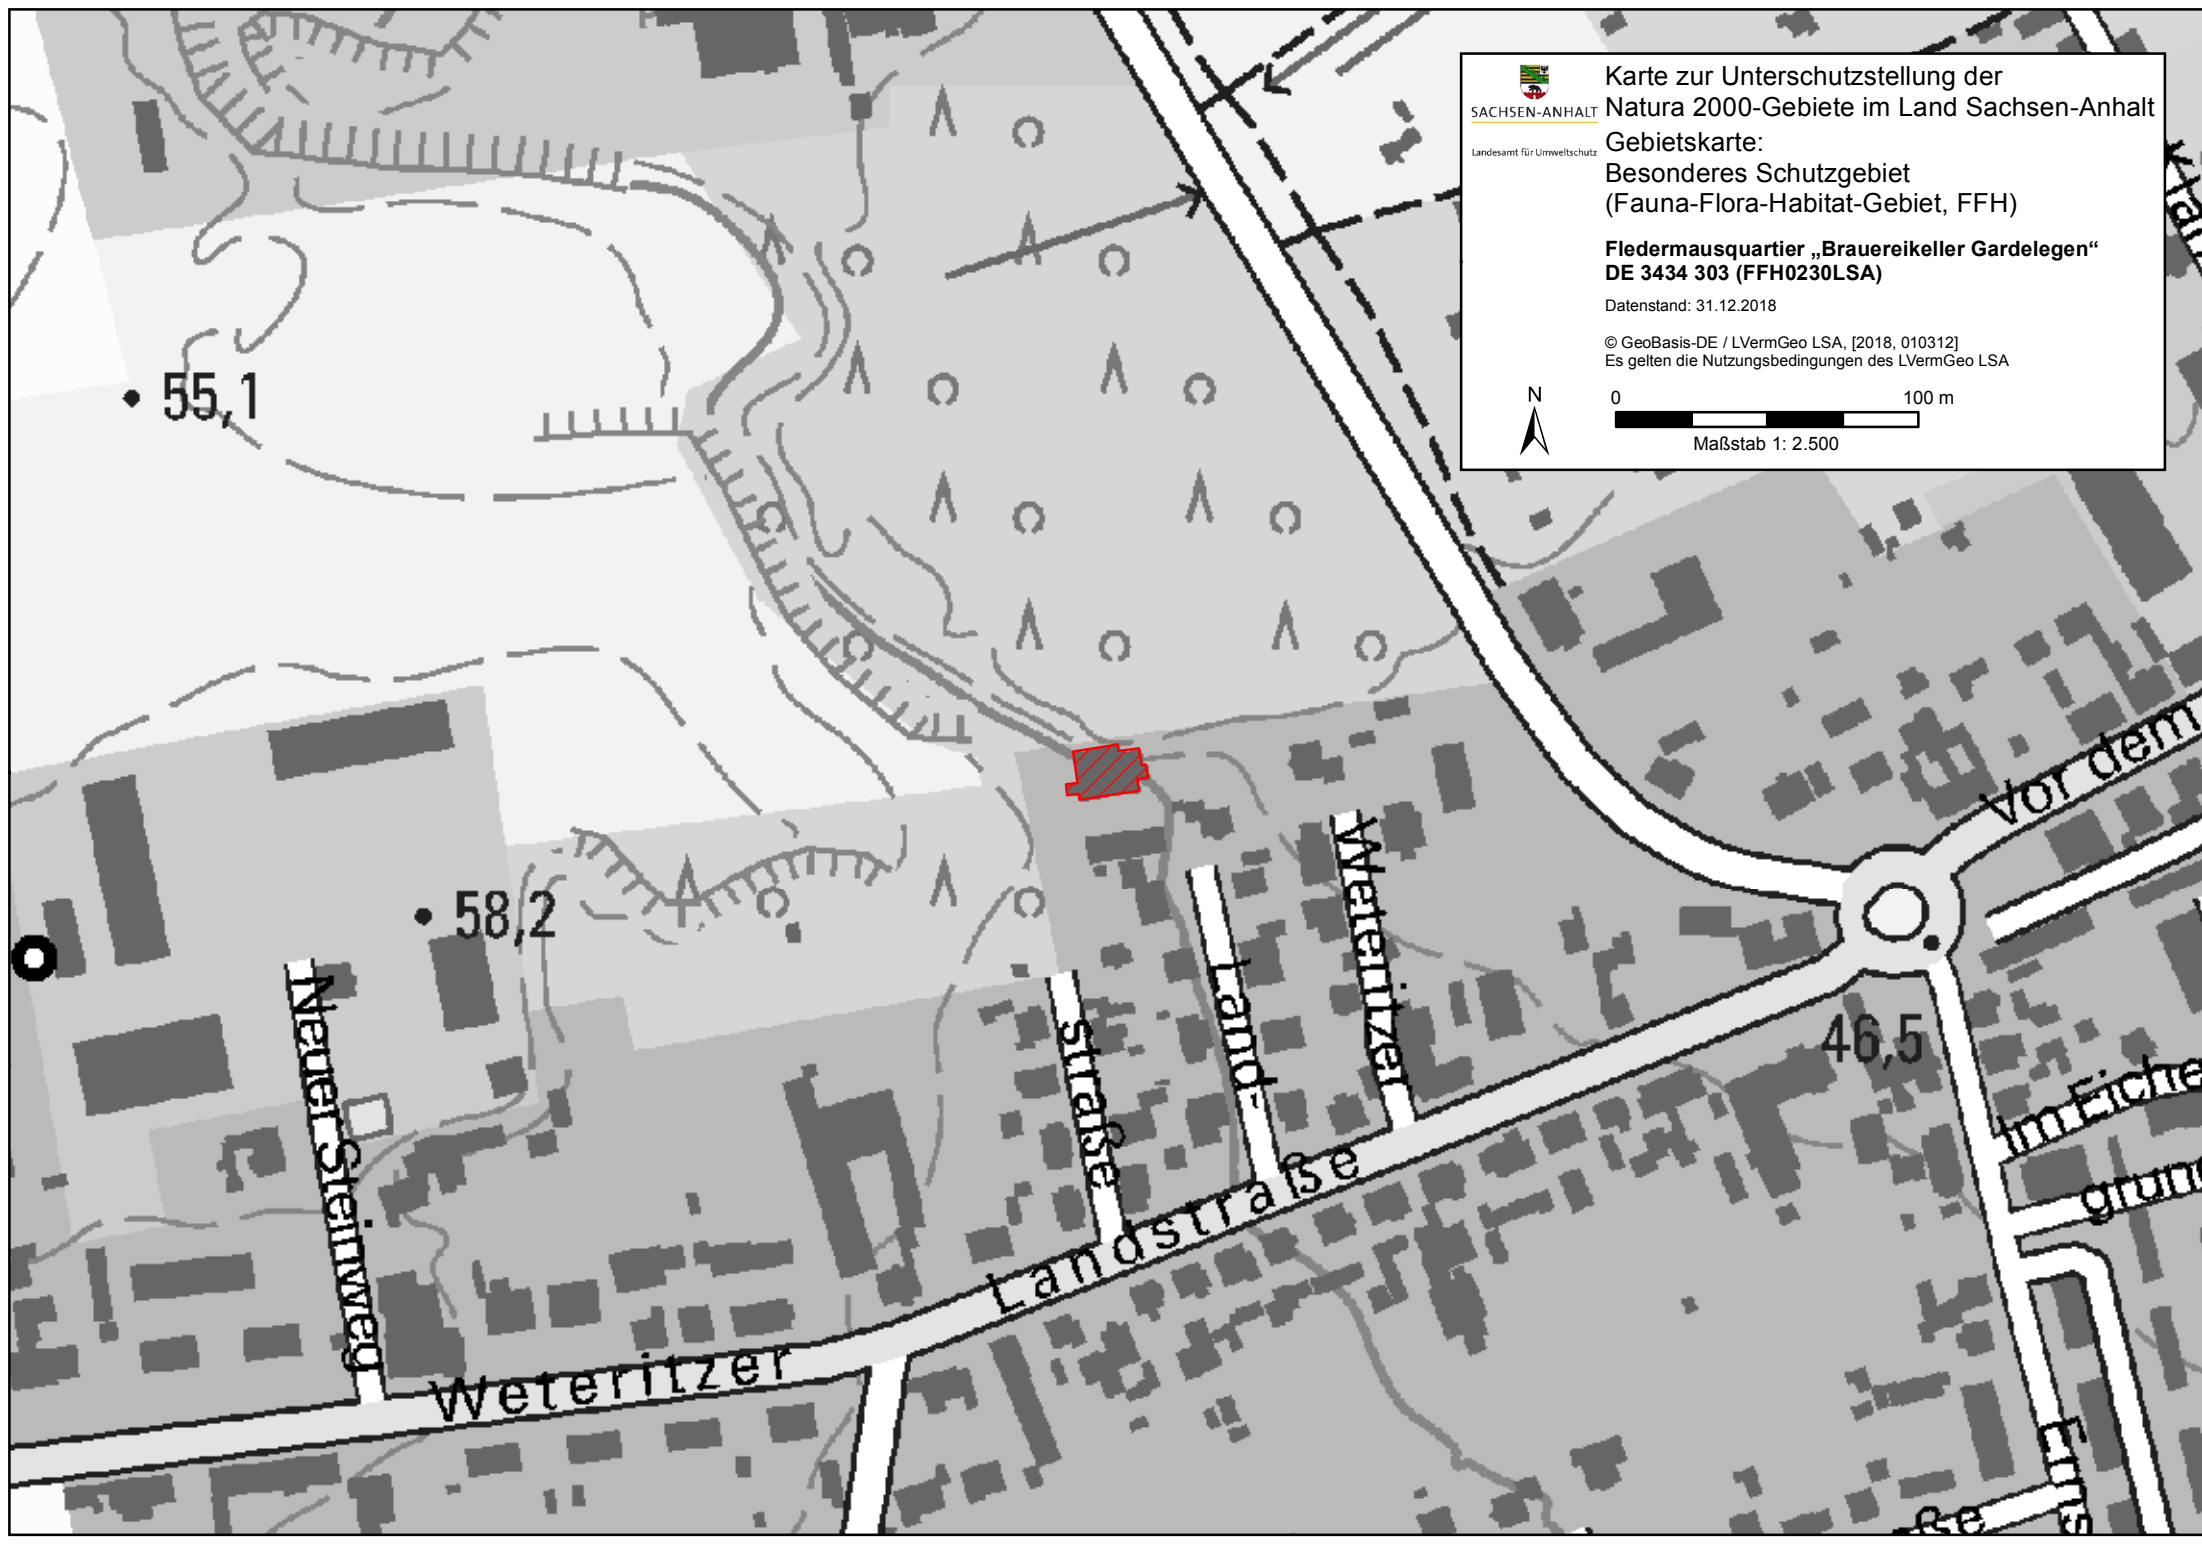 SACHSEN-ANHALT
Landesamt für Umweltschutz
Karte zur Unterschutzstellung der
Natura 2000-Gebiete im Land Sachsen-Anhalt
Gebietskarte:
Besonderes Schutzgebiet
(Fauna-Flora-Habitat-Gebiet, FFH)
Fledermausquartier „Brauereikeller Gardelegen“
DE 3434 303 (FFH0230LSA)
Datenstand: 31.12.2018
© GeoBasis-DE / LVermGeo LSA, [2018, 010312]
Es gelten die Nutzungsbedingungen des LVermGeo LSA
N
0 100 m
Maßstab 1: 2.500
55,1
Vor dem
58,2
Weteritzer
Land-
Straße
Neuer Steinweg
46,5
Im Eiche
grund
Landstraße
Weteritzer
ße